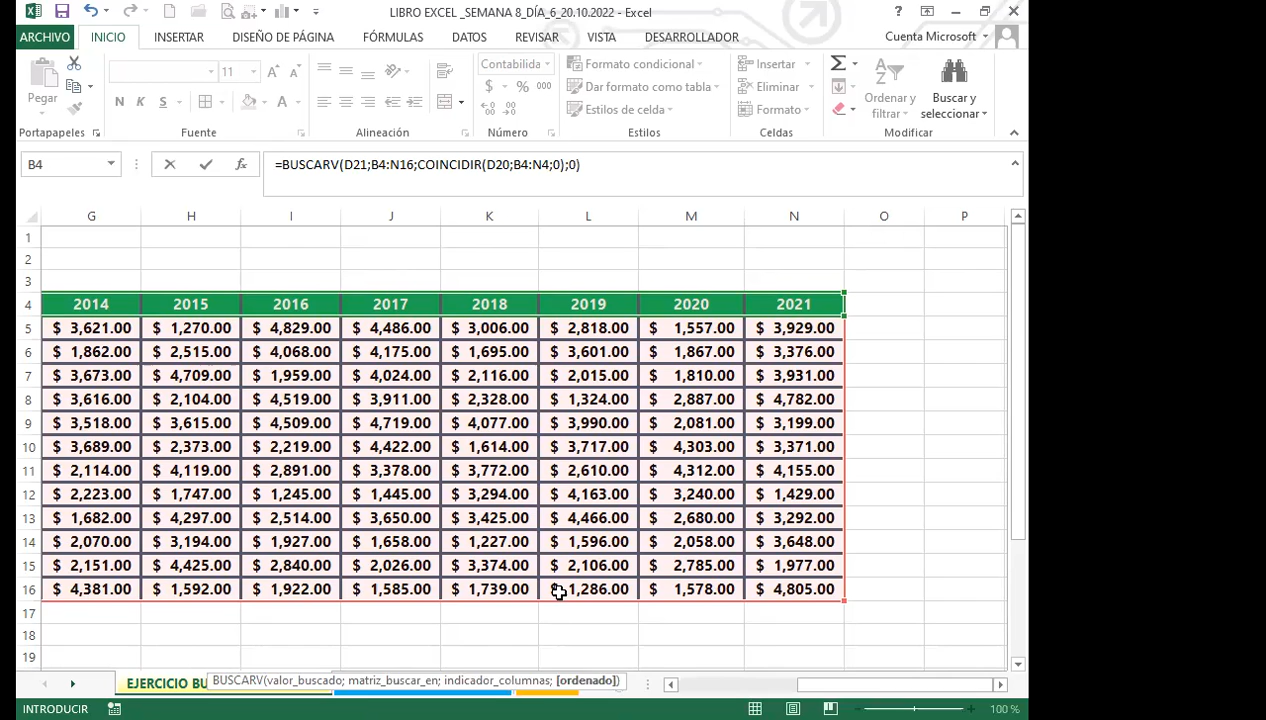 LIBRO EXCEL _SEMANA 8_DÍA_6_20.10.2022 - Excel
ARCHIVO INICIO INSERTAR DISEÑO DE PÁGINA FÓRMULAS DATOS REVISAR VISTA DESARROLLADOR Cuenta Microsoft
11 Contabilida Formato condicional Insertar
Pegar N K S $ % 000 Dar formato como tabla Eliminar Ordenar y filtrar Buscar y seleccionar
Estilos de celda Formato
Portapapeles Fuente Alineación Número Estilos Celdas Modificar
B4 =BUSCARV(D21;B4:N16;COINCIDIR(D20;B4:N4;0);0)
G H I J K L M N O P
1
2
3
4 2014 2015 2016 2017 2018 2019 2020 2021
5 $ 3,621.00 $ 1,270.00 $ 4,829.00 $ 4,486.00 $ 3,006.00 $ 2,818.00 $ 1,557.00 $ 3,929.00
6 $ 1,862.00 $ 2,515.00 $ 4,068.00 $ 4,175.00 $ 1,695.00 $ 3,601.00 $ 1,867.00 $ 3,376.00
7 $ 3,673.00 $ 4,709.00 $ 1,959.00 $ 4,024.00 $ 2,116.00 $ 2,015.00 $ 1,810.00 $ 3,931.00
8 $ 3,616.00 $ 2,104.00 $ 4,519.00 $ 3,911.00 $ 2,328.00 $ 1,324.00 $ 2,887.00 $ 4,782.00
9 $ 3,518.00 $ 3,615.00 $ 4,509.00 $ 4,719.00 $ 4,077.00 $ 3,990.00 $ 2,081.00 $ 3,199.00
10 $ 3,689.00 $ 2,373.00 $ 2,219.00 $ 4,422.00 $ 1,614.00 $ 3,717.00 $ 4,303.00 $ 3,371.00
11 $ 2,114.00 $ 4,119.00 $ 2,891.00 $ 3,378.00 $ 3,772.00 $ 2,610.00 $ 4,312.00 $ 4,155.00
12 $ 2,223.00 $ 1,747.00 $ 1,245.00 $ 1,445.00 $ 3,294.00 $ 4,163.00 $ 3,240.00 $ 1,429.00
13 $ 1,682.00 $ 4,297.00 $ 2,514.00 $ 3,650.00 $ 3,425.00 $ 4,466.00 $ 2,680.00 $ 3,292.00
14 $ 2,070.00 $ 3,194.00 $ 1,927.00 $ 1,658.00 $ 1,227.00 $ 1,596.00 $ 2,058.00 $ 3,648.00
15 $ 2,151.00 $ 4,425.00 $ 2,840.00 $ 2,026.00 $ 3,374.00 $ 2,106.00 $ 2,785.00 $ 1,977.00
16 $ 4,381.00 $ 1,592.00 $ 1,922.00 $ 1,585.00 $ 1,739.00 $ 1,286.00 $ 1,578.00 $ 4,805.00
17
18
19
EJERCICIO BU BUSCARV(valor_buscado; matriz_buscar_en; indicador_columnas; [ordenado])
INTRODUCIR 100 %